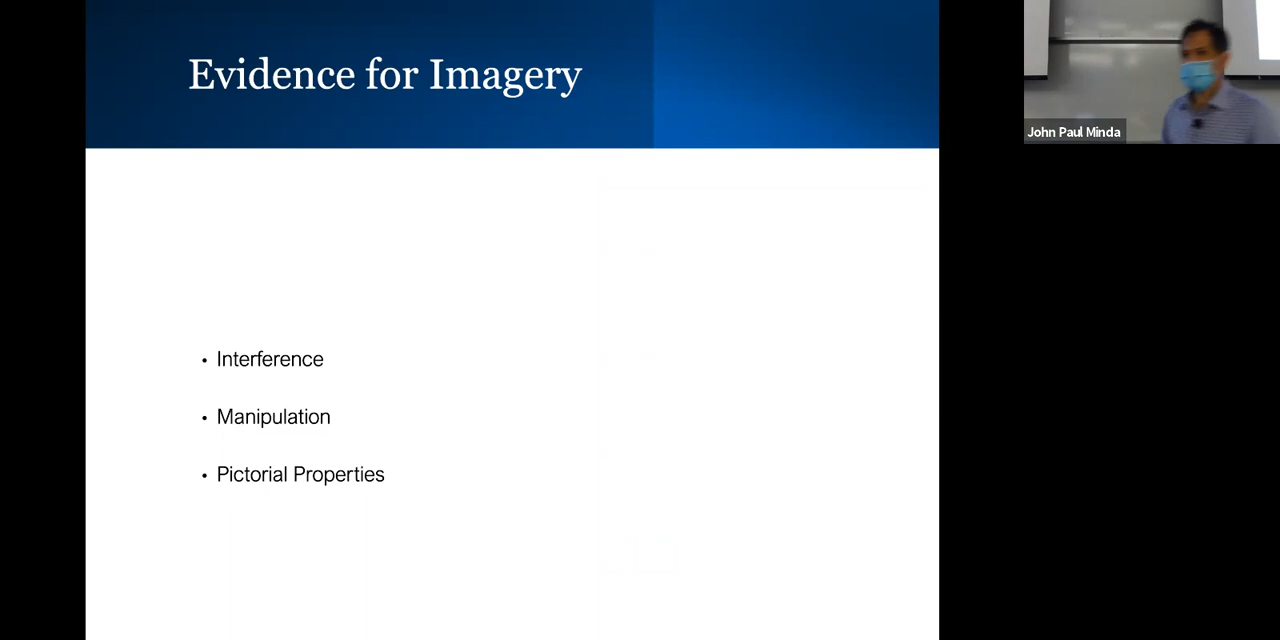 Evidence for Imagery
John Paul Minda
• Interference
• Manipulation
• Pictorial Properties